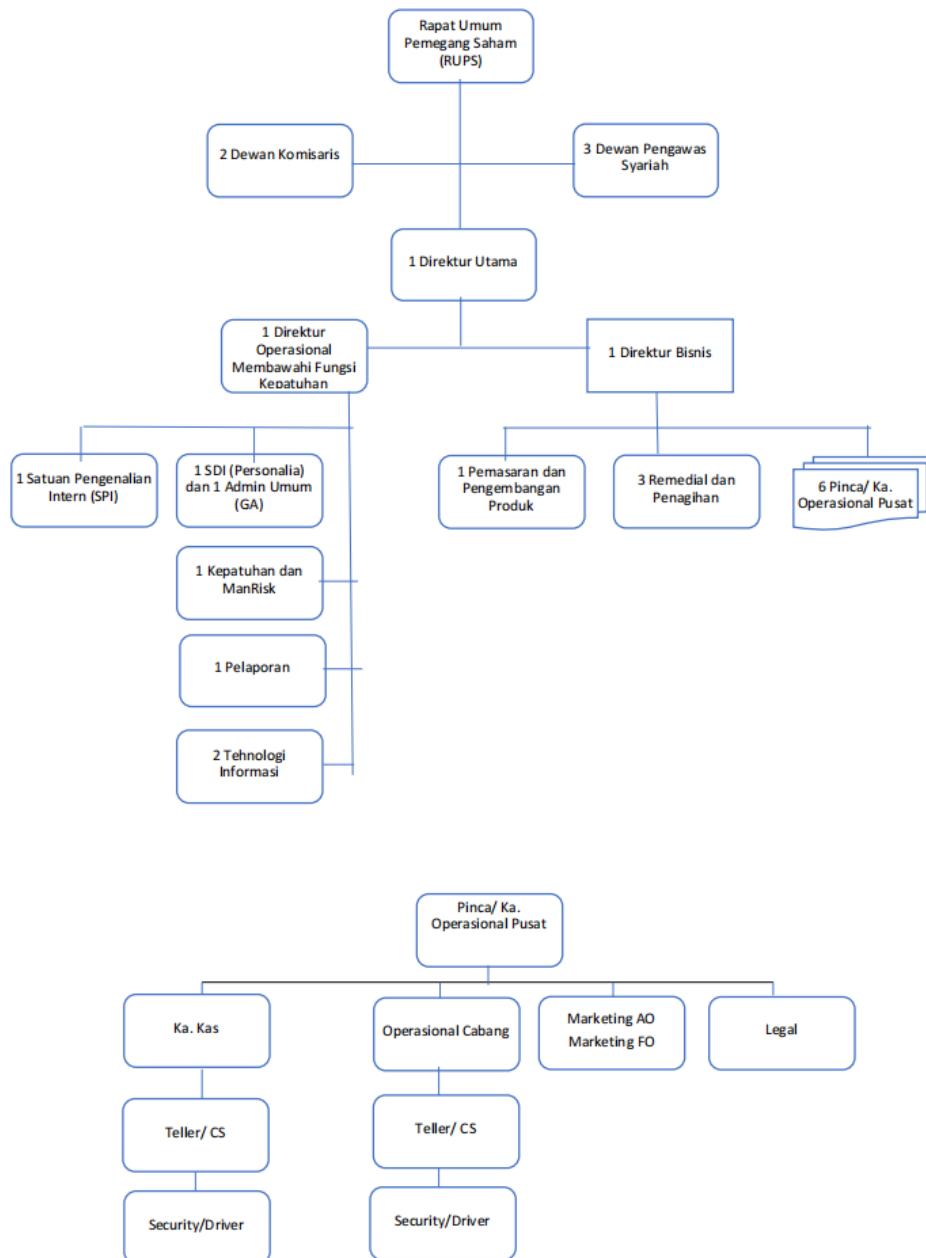 Rapat Umum
Pemegang Saham
(RUPS)
2 Dewan Komisaris
3 Dewan Pengawas
Syariah
1 Direktur Utama
1 Direktur
Operasional
Membawahi Fungsi
Kepatuhan
1 Direktur Bisnis
1 Satuan Pengenalian
Intern (SPI)
1 SDI (Personalia)
dan 1 Admin Umum
(GA)
1 Pemasaran dan
Pengembangan
Produk
3 Remedial dan
Penagihan
6 Pinca/ Ka.
Operasional Pusat
1 Kepatuhan dan
ManRisk
1 Pelaporan
2 Tehnologi
Informasi
Pinca/ Ka.
Operasional Pusat
Ka. Kas
Operasional Cabang
Marketing AO
Marketing FO
Legal
Teller/ CS
Teller/ CS
Security/Driver
Security/Driver